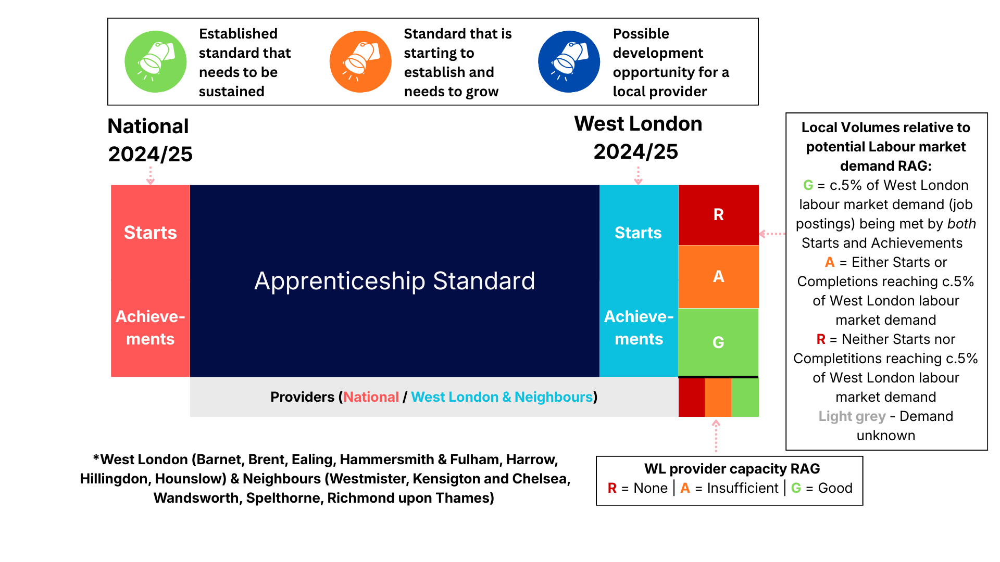 Established
standard that
needs to be
sustained
Standard that is
starting to
establish and
needs to grow
Possible
development
opportunity for a
local provider
National
2024/25
West London
2024/25
Starts
Achieve-
ments
Apprenticeship Standard
Starts
Achieve-
ments
R
A
G
Providers (National / West London & Neighbours)
Local Volumes relative to
potential Labour market
demand RAG:
G = c.5% of West London
labour market demand (job
postings) being met by both
Starts and Achievements
A = Either Starts or
Completions reaching c.5%
of West London labour
market demand
R = Neither Starts nor
Completitions reaching c.5%
of West London labour
market demand
Light grey - Demand
unknown
*West London (Barnet, Brent, Ealing, Hammersmith & Fulham, Harrow,
Hillingdon, Hounslow) & Neighbours (Westmister, Kensigton and Chelsea,
Wandsworth, Spelthorne, Richmond upon Thames)
WL provider capacity RAG
R = None | A = Insufficient | G = Good